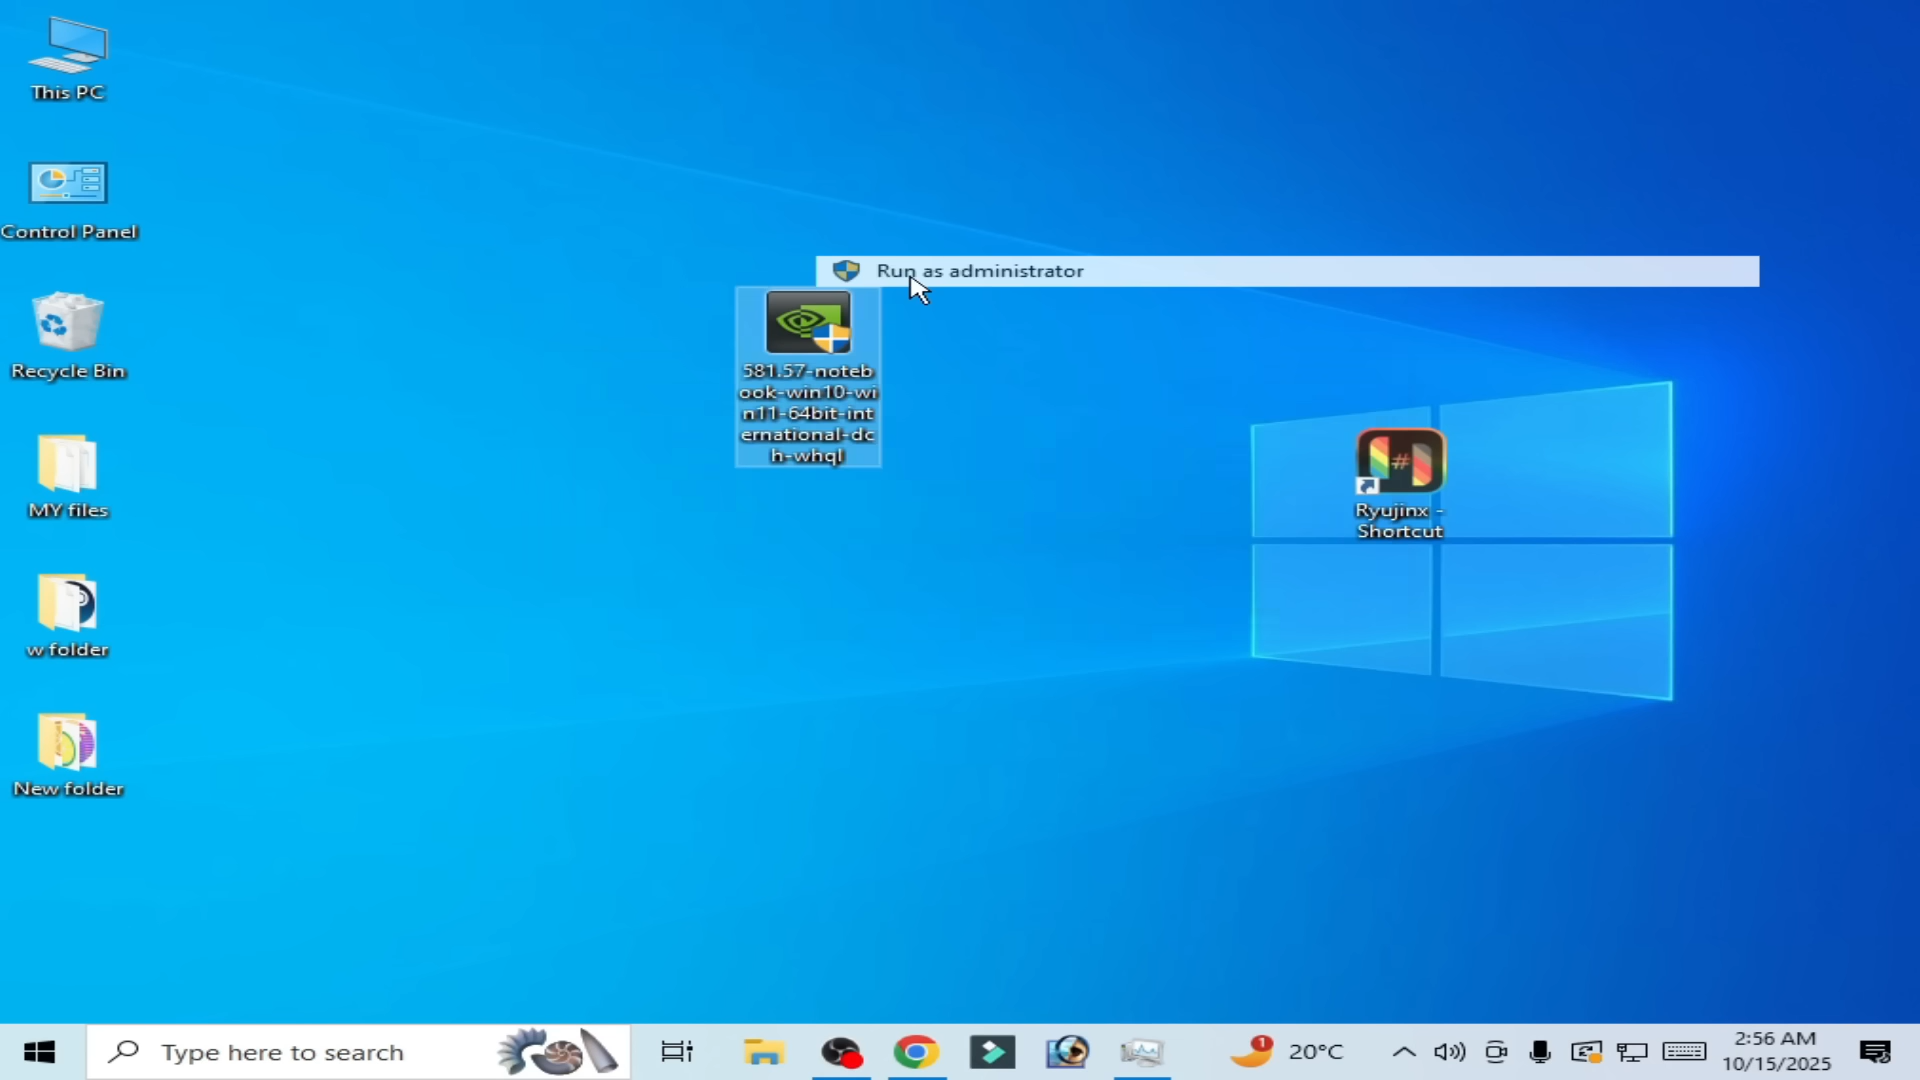 This PC
Control Panel
Recycle Bin
MY files
w folder
New folder
Run as administrator
581.57-noteb
ook-win10-wi
n11-64bit-int
ernational-dc
h-whql
Ryujinx -
Shortcut
Type here to search
1
20°C
2:56 AM
10/15/2025